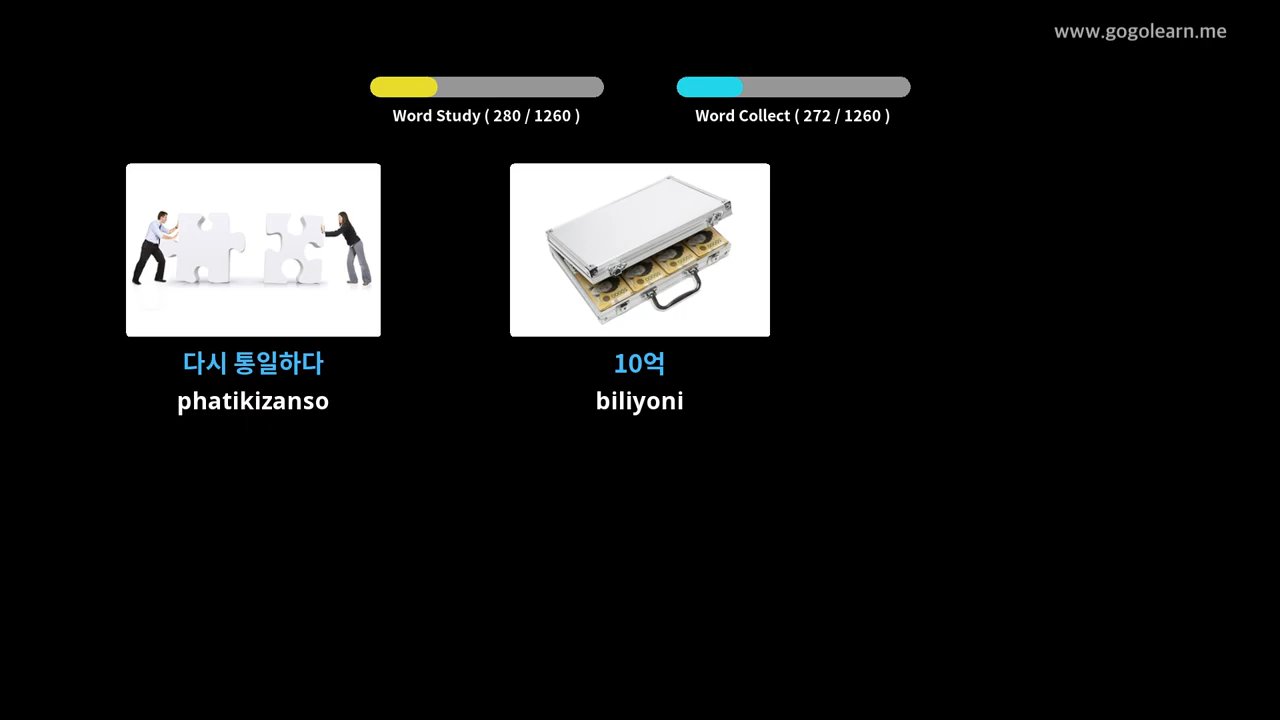 www.gogolearn.me
Word Study ( 280 / 1260 )
Word Collect ( 272 / 1260 )
다시 통일하다
phatikizanso
10억
biliyoni